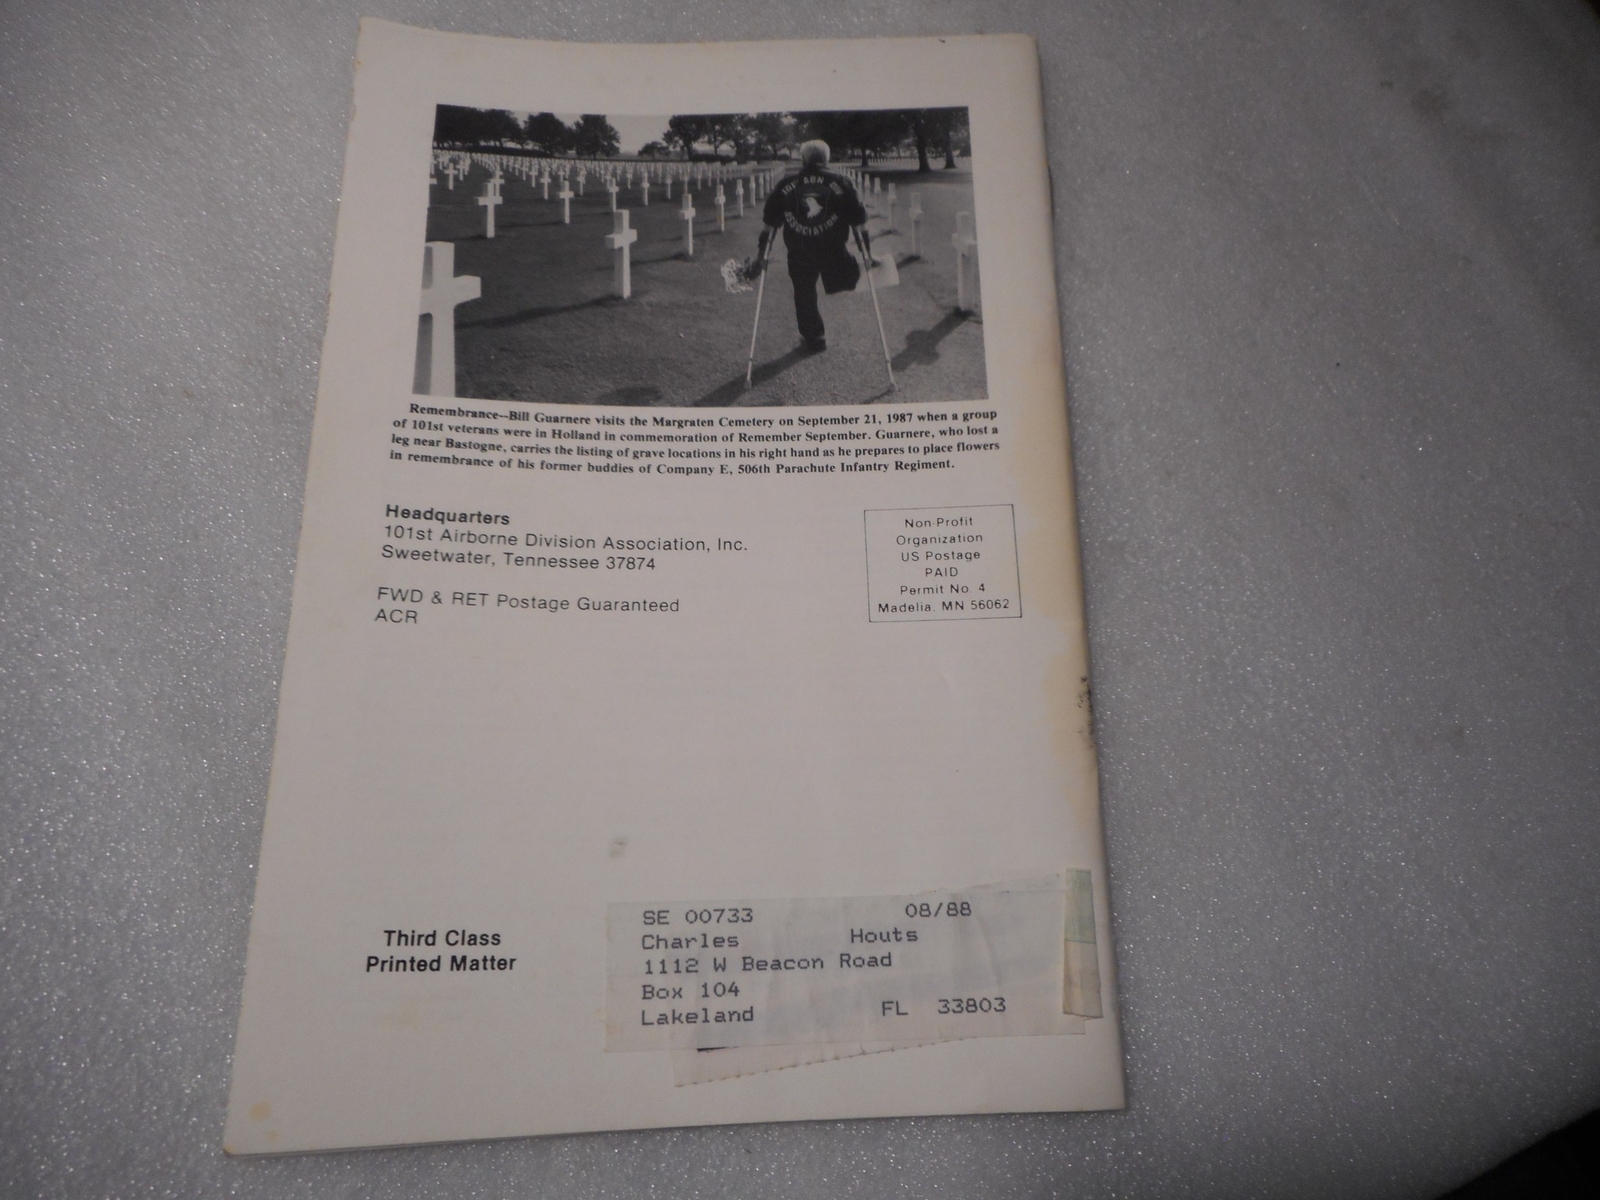 101st ABN DIV
ASSOCIATION
Remembrance--Bill Guarnere visits the Margraten Cemetery on September 21, 1987 when a group
of 101st veterans were in Holland in commemoration of Remember September. Guarnere, who lost a
leg near Bastogne, carries the listing of grave locations in his right hand as he prepares to place flowers
in remembrance of his former buddies of Company E, 506th Parachute Infantry Regiment.
Headquarters
101st Airborne Division Association, Inc.
Sweetwater, Tennessee 37874
FWD & RET Postage Guaranteed
ACR
Non-Profit
Organization
US Postage
PAID
Permit No. 4
Madelia, MN 56062
Third Class
Printed Matter
SE 00733 08/88
Charles Houts
1112 W Beacon Road
Box 104
Lakeland FL 33803